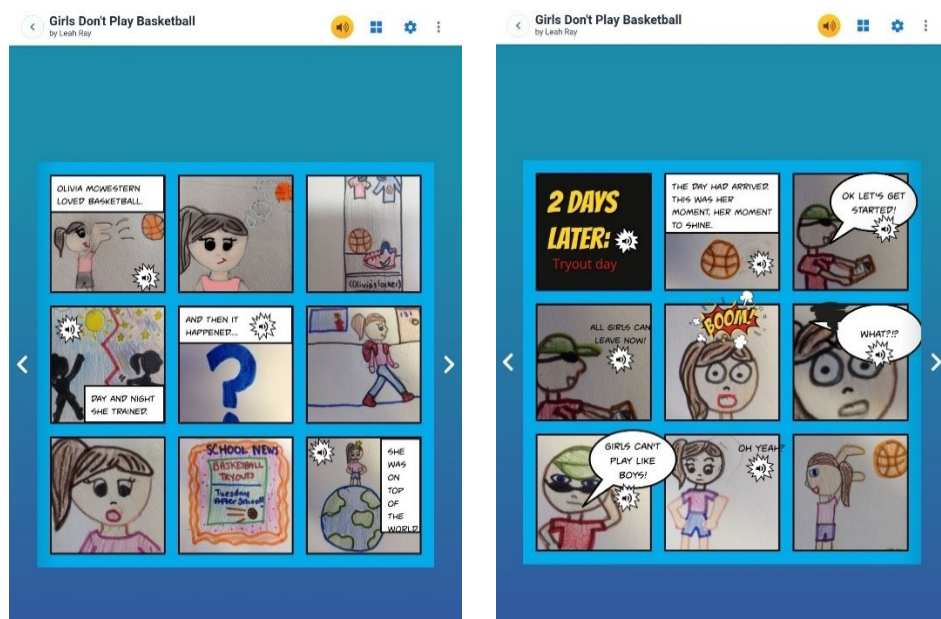 Girls Don't Play Basketball
by Leah Ray
OLIVIA MCWESTERN
LOVED BASKETBALL.
(Olivia's locker)
DAY AND NIGHT
SHE TRAINED.
AND THEN IT
HAPPENED...
?
SCHOOL NEWS
BASKETBALL
TRYOUTS
Tuesday
After School!
SHE
WAS
ON
TOP
OF
THE
WORLD
Girls Don't Play Basketball
by Leah Ray
2 DAYS
LATER:
Tryout day
THE DAY HAD ARRIVED.
THIS WAS HER
MOMENT, HER MOMENT
TO SHINE.
OK LET'S GET
STARTED!
ALL GIRLS CAN
LEAVE NOW!
BOOM!
WHAT?!?
GIRLS CAN'T
PLAY LIKE
BOYS!
OH YEAH?